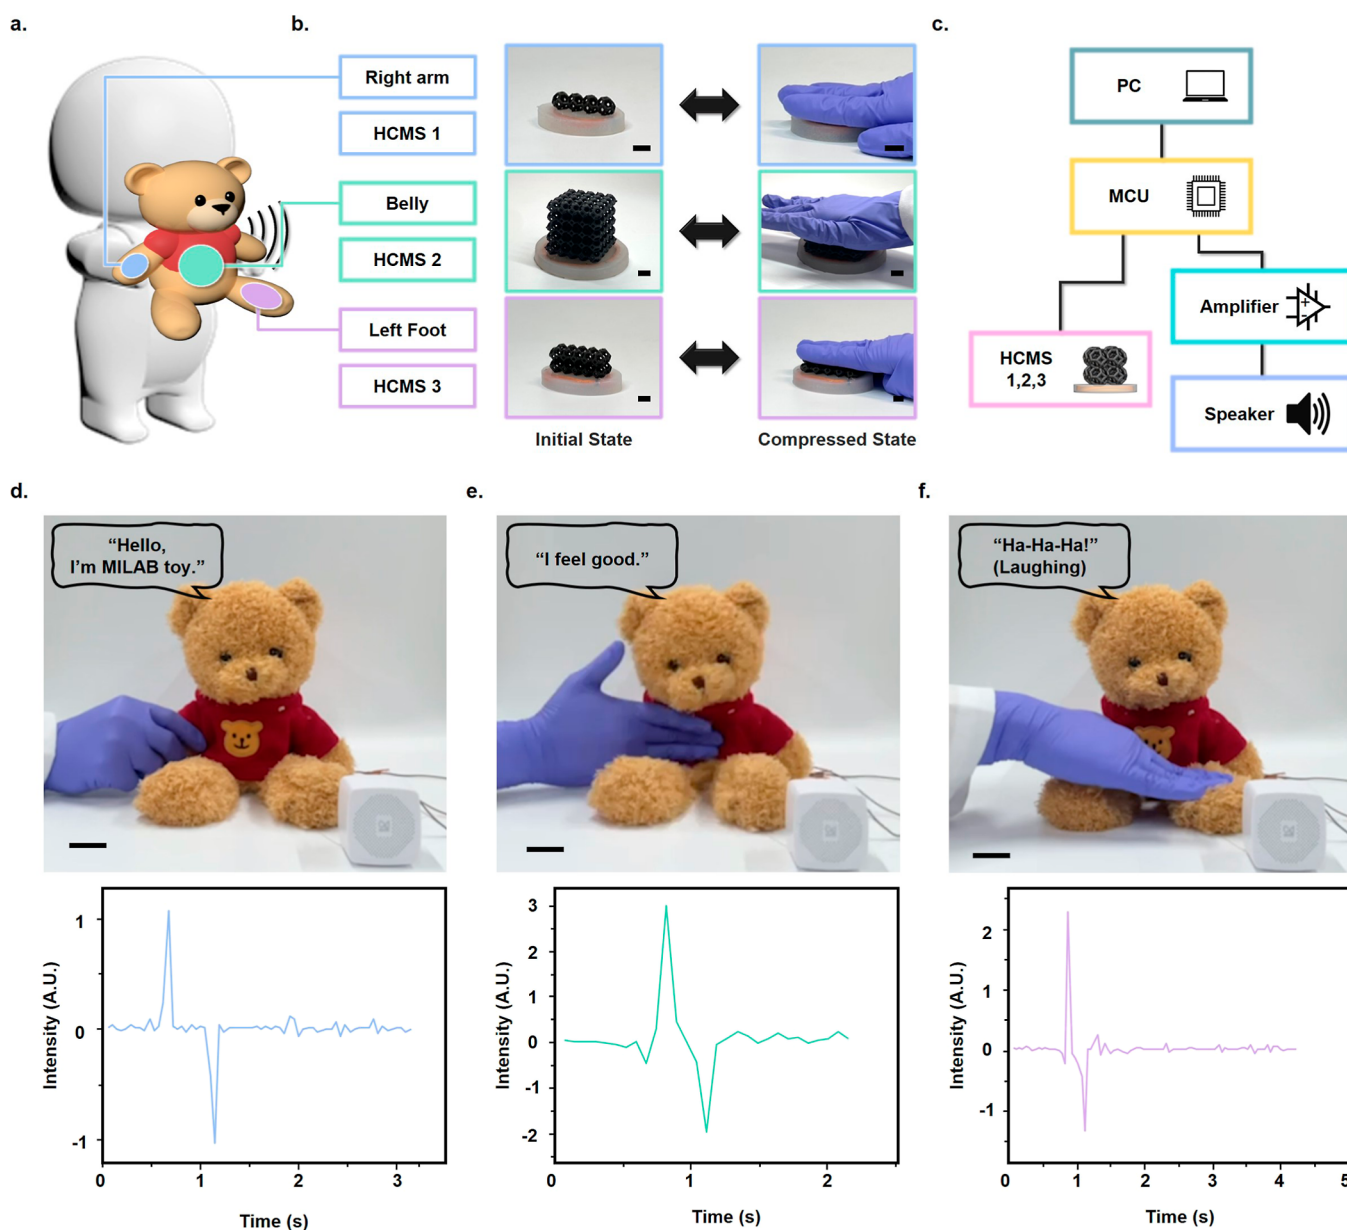 a.
b.
c.
Right arm
HCMS 1
Belly
HCMS 2
Left Foot
HCMS 3
Initial State
Compressed State
PC
MCU
Amplifier
HCMS
1,2,3
Speaker
d.
e.
f.
“Hello,
I’m MILAB toy.”
“I feel good.”
“Ha-Ha-Ha!”
(Laughing)
Intensity (A.U.)
1
0
-1
0
1
2
3
Time (s)
Intensity (A.U.)
3
2
1
0
-1
-2
0
1
2
Time (s)
Intensity (A.U.)
2
1
0
-1
0
1
2
3
4
5
Time (s)